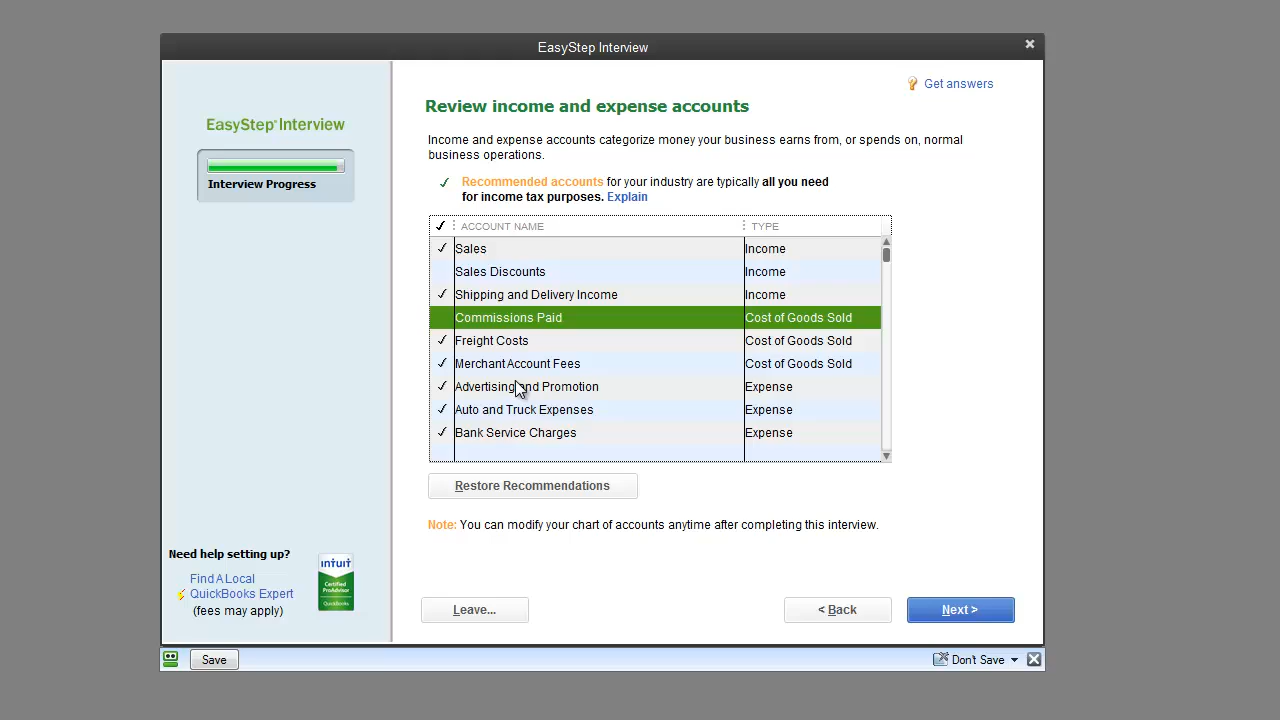 EasyStep Interview
Get answers
EasyStep Interview
Interview Progress
Review income and expense accounts
Income and expense accounts categorize money your business earns from, or spends on, normal
business operations.
Recommended accounts for your industry are typically all you need
for income tax purposes. Explain
ACCOUNT NAME TYPE
Sales Income
Sales Discounts Income
Shipping and Delivery Income Income
Commissions Paid Cost of Goods Sold
Freight Costs Cost of Goods Sold
Merchant Account Fees Cost of Goods Sold
Advertising and Promotion Expense
Auto and Truck Expenses Expense
Bank Service Charges Expense
Restore Recommendations
Note: You can modify your chart of accounts anytime after completing this interview.
Need help setting up?
Find A Local
QuickBooks Expert
(fees may apply)
intuit
Certified
ProAdvisor
QuickBooks
Leave...
< Back
Next >
Save
Don't Save